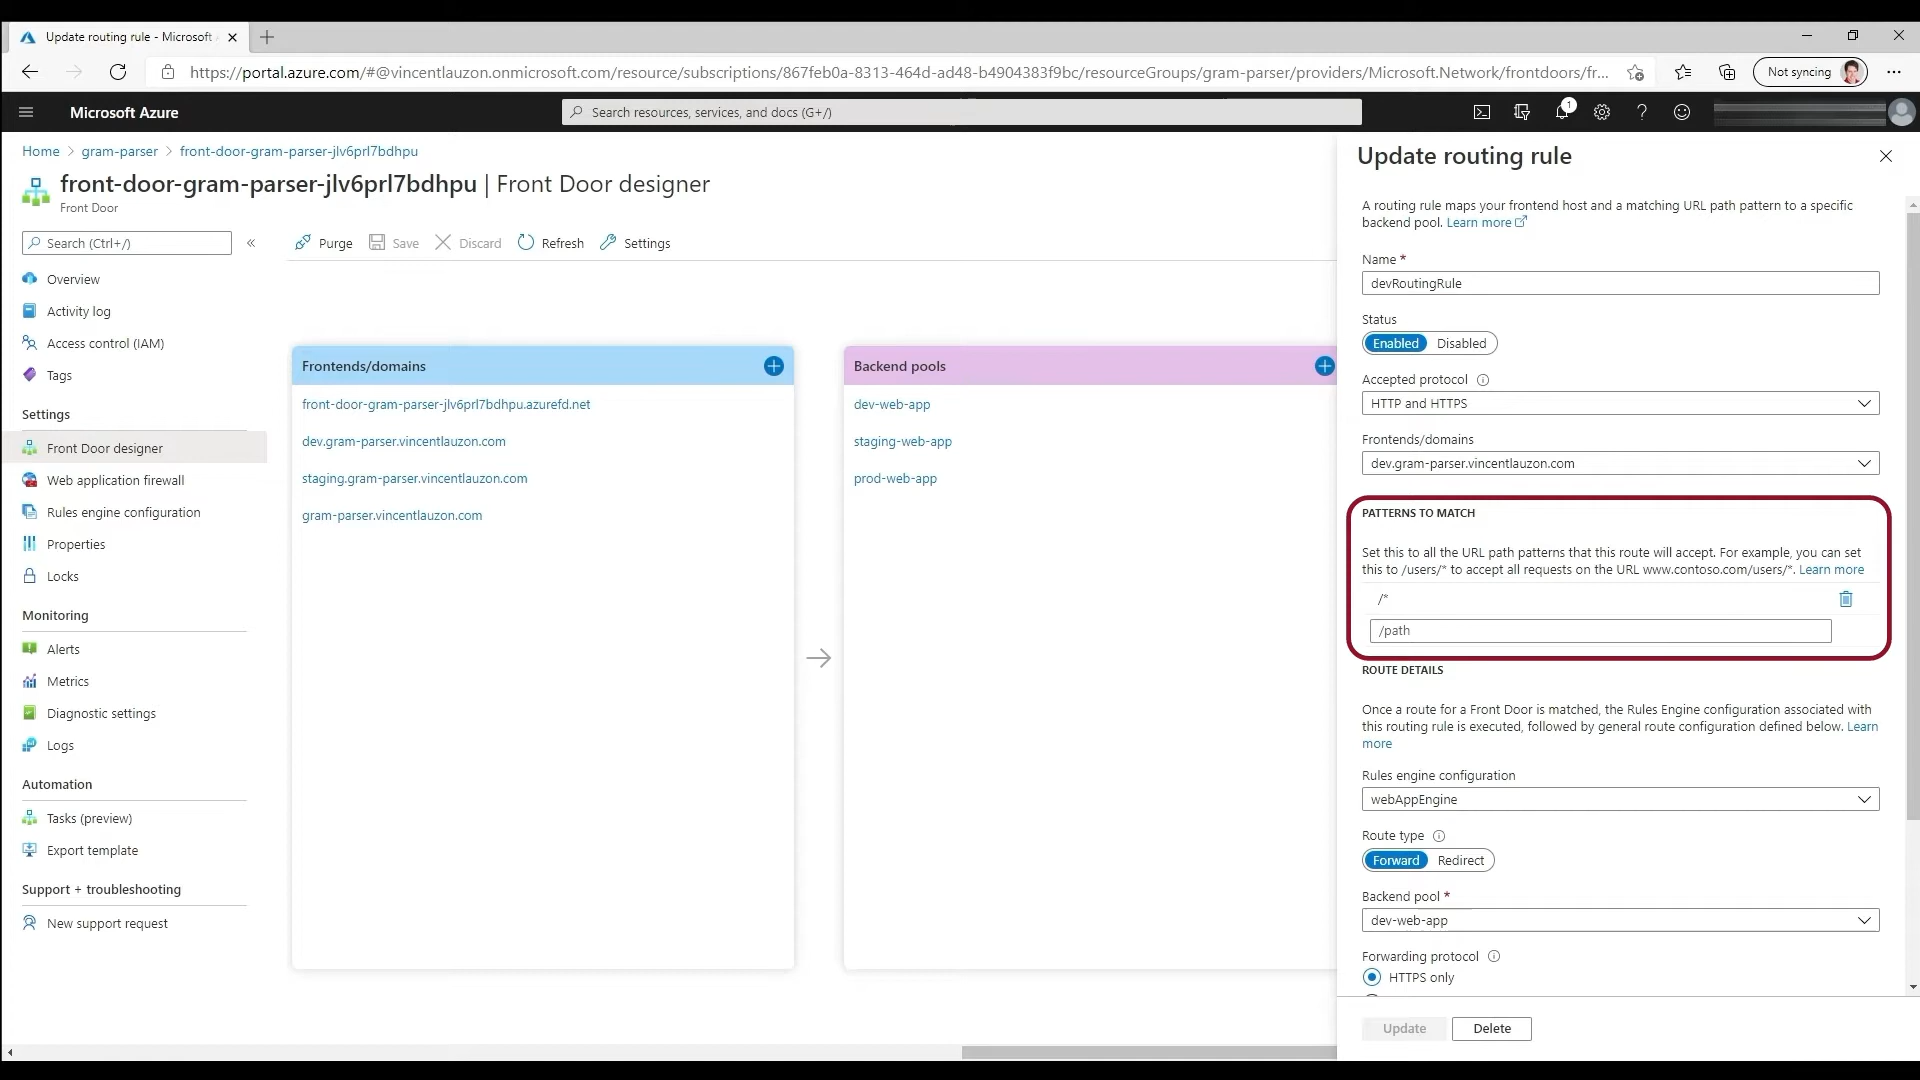 Update routing rule - Microsoft
https://portal.azure.com/#@vincentlauzon.onmicrosoft.com/resource/subscriptions/867feb0a-8313-464d-ad48-b4904383f9bc/resourceGroups/gram-parser/providers/Microsoft.Network/frontdoors/fr...
Not syncing
Microsoft Azure
Search resources, services, and docs (G+/)
1
Home > gram-parser > front-door-gram-parser-jlv6prl7bdhpu
front-door-gram-parser-jlv6prl7bdhpu | Front Door designer
Front Door
Search (Ctrl+/)
Overview
Activity log
Access control (IAM)
Tags
Settings
Front Door designer
Web application firewall
Rules engine configuration
Properties
Locks
Monitoring
Alerts
Metrics
Diagnostic settings
Logs
Automation
Tasks (preview)
Export template
Support + troubleshooting
New support request
Purge Save Discard Refresh Settings
Frontends/domains
front-door-gram-parser-jlv6prl7bdhpu.azurefd.net
dev.gram-parser.vincentlauzon.com
staging.gram-parser.vincentlauzon.com
gram-parser.vincentlauzon.com
Backend pools
dev-web-app
staging-web-app
prod-web-app
Update routing rule
A routing rule maps your frontend host and a matching URL path pattern to a specific
backend pool. Learn more
Name *
devRoutingRule
Status
Enabled Disabled
Accepted protocol
HTTP and HTTPS
Frontends/domains
dev.gram-parser.vincentlauzon.com
PATTERNS TO MATCH
Set this to all the URL path patterns that this route will accept. For example, you can set
this to /users/* to accept all requests on the URL www.contoso.com/users/*. Learn more
/*
/path
ROUTE DETAILS
Once a route for a Front Door is matched, the Rules Engine configuration associated with
this routing rule is executed, followed by general route configuration defined below. Learn
more
Rules engine configuration
webAppEngine
Route type
Forward Redirect
Backend pool *
dev-web-app
Forwarding protocol
HTTPS only
Update Delete